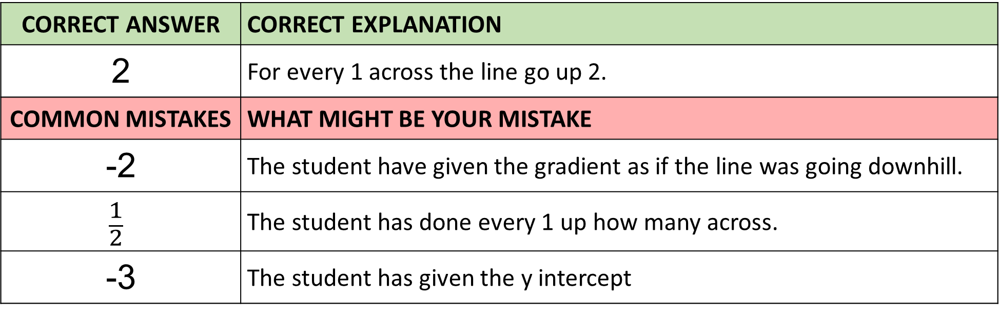 CORRECT ANSWER CORRECT EXPLANATION
2 For every 1 across the line go up 2.
COMMON MISTAKES WHAT MIGHT BE YOUR MISTAKE
-2 The student have given the gradient as if the line was going downhill.
1/2 The student has done every 1 up how many across.
-3 The student has given the y intercept